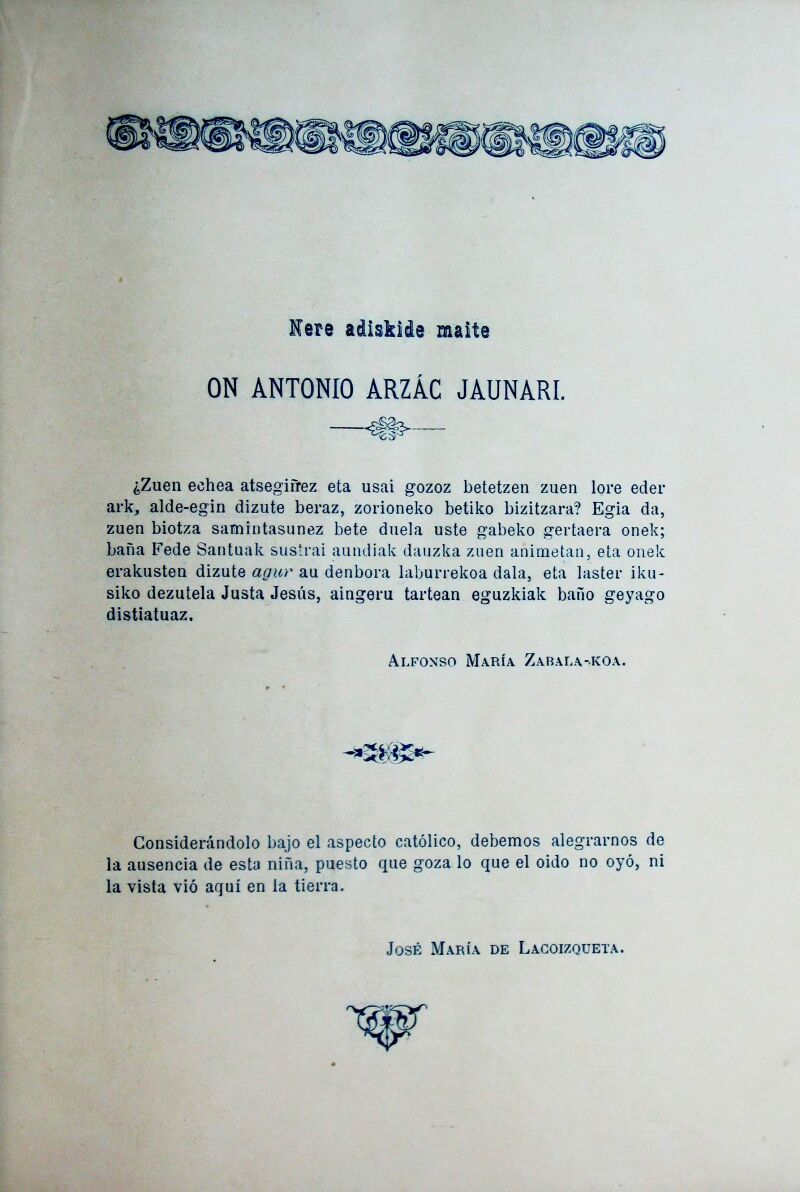 Nere adiskide maite
ON ANTONIO ARZÁC JAUNARI.
¿Zuen echea atsegiñez eta usai gozoz betetzen zuen lore eder
ark, alde-egin dizute beraz, zorioneko betiko bizitzara? Egia da,
zuen biotza samintasunez bete duela uste gabeko gertaera onek;
baña Fede Santuak sustrai aundiak dauzka zuen animetan, eta onek
erakusten dizute agur au denbora laburrekoa dala, eta laster iku-
siko dezutela Justa Jesús, aingeru tartean eguzkiak baño geyago
distiatuaz.
ALFONSO MARÍA ZABALA-KOA.
Considerándolo bajo el aspecto católico, debemos alegrarnos de
la ausencia de esta niña, puesto que goza lo que el oido no oyó, ni
la vista vió aquí en la tierra.
JOSÉ MARÍA DE LACOIZQUETA.